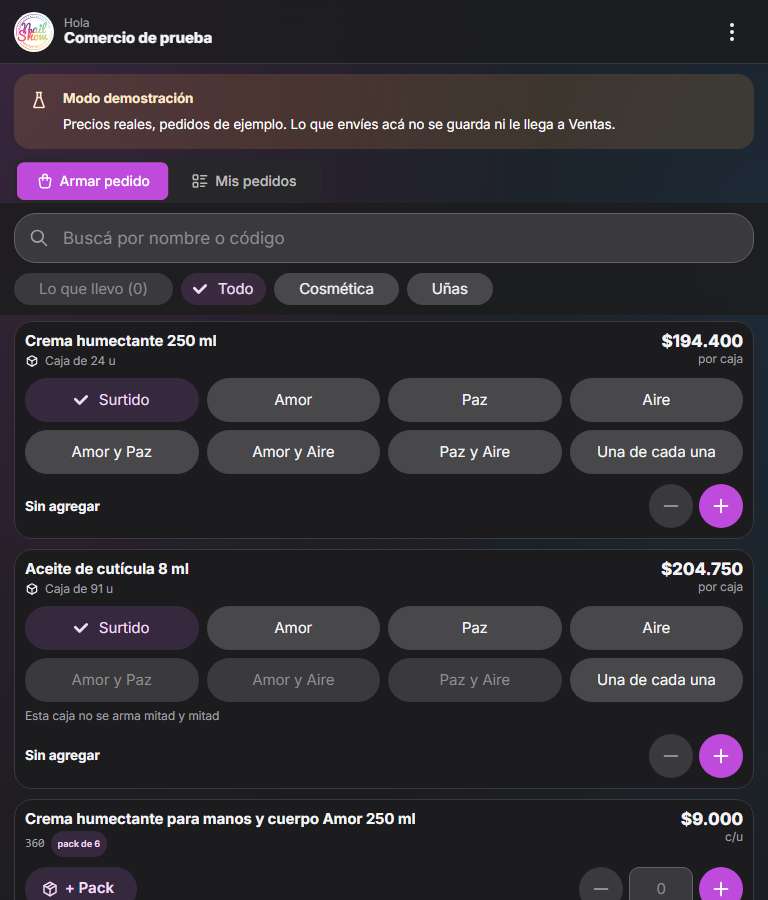 Nail Show
Hola
Comercio de prueba
Modo demostración
Precios reales, pedidos de ejemplo. Lo que envíes acá no se guarda ni le llega a Ventas.
Armar pedido
Mis pedidos
Buscá por nombre o código
Lo que llevo (0)
Todo
Cosmética
Uñas
Crema humectante 250 ml
$194.400
Caja de 24 u
por caja
Surtido
Amor
Paz
Aire
Amor y Paz
Amor y Aire
Paz y Aire
Una de cada una
Sin agregar
Aceite de cutícula 8 ml
$204.750
Caja de 91 u
por caja
Surtido
Amor
Paz
Aire
Amor y Paz
Amor y Aire
Paz y Aire
Una de cada una
Esta caja no se arma mitad y mitad
Sin agregar
Crema humectante para manos y cuerpo Amor 250 ml
$9.000
360
pack de 6
c/u
+ Pack
0